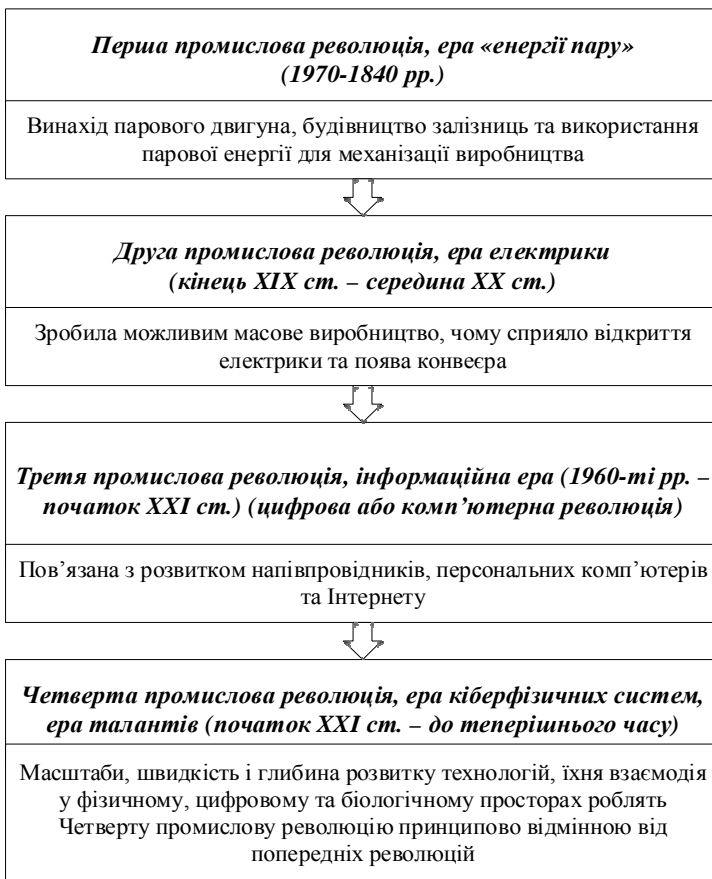 Перша промислова революція, ера «енергії пару»
(1970-1840 рр.)
Винахід парового двигуна, будівництво залізниць та використання
парової енергії для механізації виробництва
Друга промислова революція, ера електрики
(кінець XIX ст. – середина XX ст.)
Зробила можливим масове виробництво, чому сприяло відкриття
електрики та поява конвеєра
Третя промислова революція, інформаційна ера (1960-ті рр. –
початок XXI ст.) (цифрова або комп’ютерна революція)
Пов’язана з розвитком напівпровідників, персональних комп’ютерів
та Інтернету
Четверта промислова революція, ера кіберфізичних систем,
ера талантів (початок XXI ст. – до теперішнього часу)
Масштаби, швидкість і глибина розвитку технологій, їхня взаємодія
у фізичному, цифровому та біологічному просторах роблять
Четверту промислову революцію принципово відмінною від
попередніх революцій